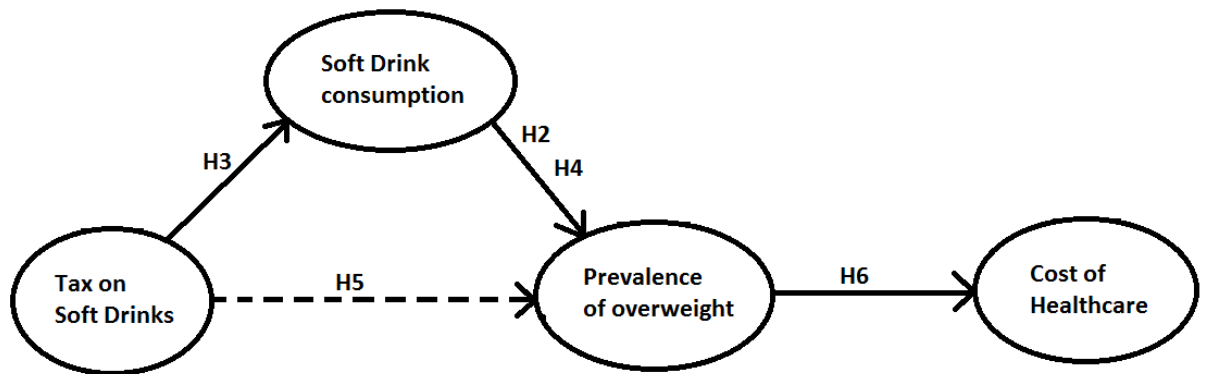 Soft Drink
consumption
H3
H2
H4
Tax on
Soft Drinks
H5
Prevalence
of overweight
H6
Cost of
Healthcare